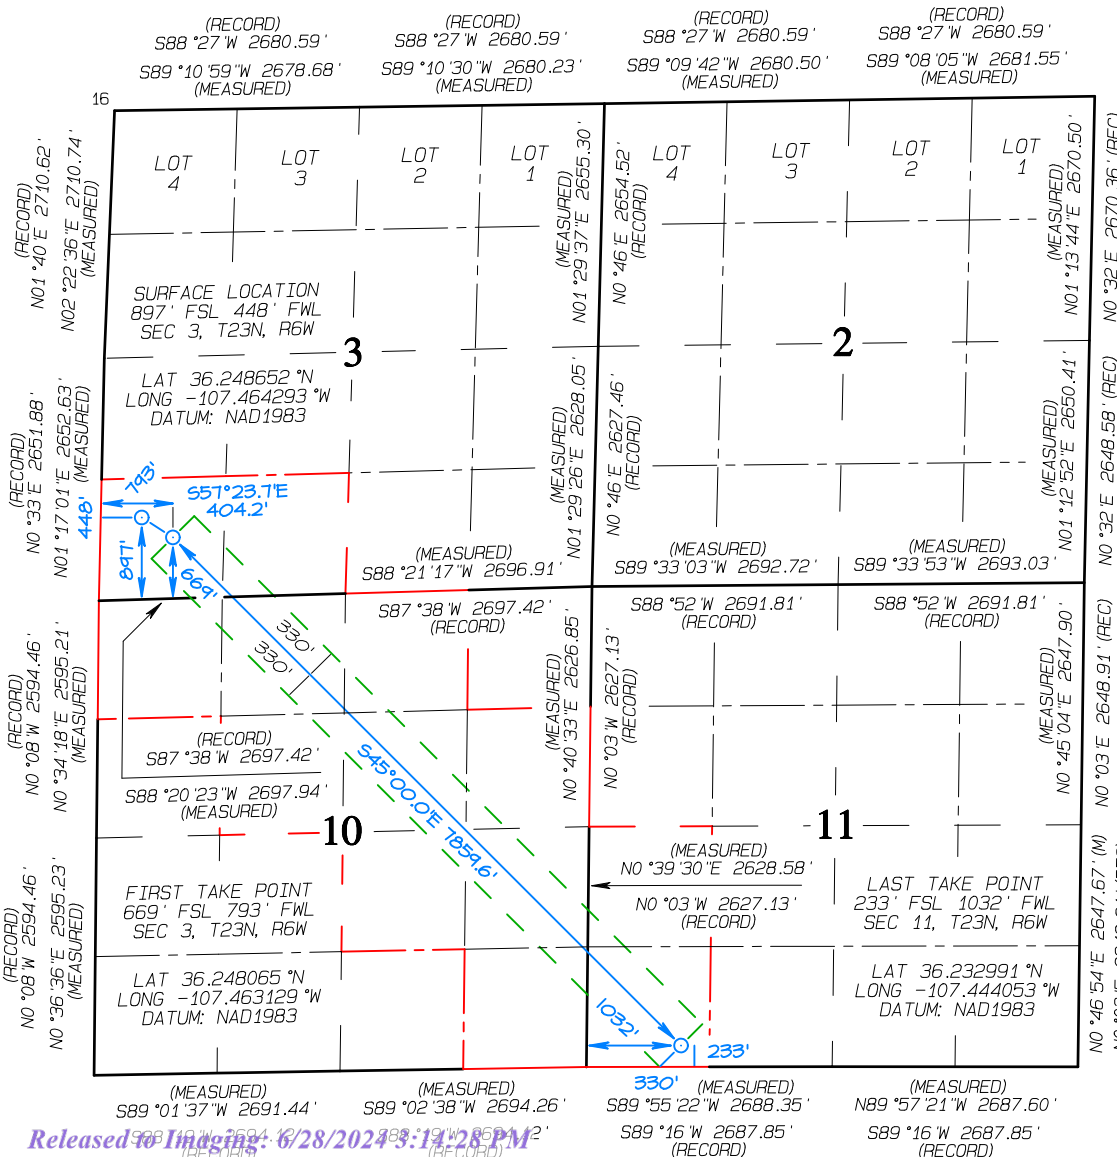 (RECORD)
S88°27'W 2680.59'
S89°10'59"W 2678.68'
(MEASURED)
(RECORD)
S88°27'W 2680.59'
S89°10'30"W 2680.23'
(MEASURED)
(RECORD)
S88°27'W 2680.59'
S89°09'42"W 2680.50'
(MEASURED)
(RECORD)
S88°27'W 2680.59'
S89°08'05"W 2681.55'
(MEASURED)
16
LOT
4
LOT
3
LOT
2
LOT
1
LOT
4
LOT
3
LOT
2
LOT
1
(RECORD)
N01°40'E 2710.62'
N02°22'36"E 2710.74'
(MEASURED)
(MEASURED)
N01°29'37"E 2655.30'
N0°46'E 2654.52'
(RECORD)
(MEASURED)
N01°13'44"E 2670.50'
N0°32'E 2670.36' (REC)
SURFACE LOCATION
897' FSL 448' FWL
SEC 3, T23N, R6W
3
2
LAT 36.248652°N
LONG -107.464293°W
DATUM: NAD1983
(RECORD)
N0°33'E 2651.88'
N01°17'01"E 2652.63'
(MEASURED)
(MEASURED)
N01°29'26"E 2628.05'
N0°46'E 2627.46'
(RECORD)
(MEASURED)
N01°12'52"E 2650.41'
N0°32'E 2648.58' (REC)
793'
448'
S57°23.7'E
404.2'
897'
669'
(MEASURED)
S88°21'17"W 2696.91'
(MEASURED)
S89°33'03"W 2692.72'
(MEASURED)
S89°33'53"W 2693.03'
S87°38'W 2697.42'
(RECORD)
S88°52'W 2691.81'
(RECORD)
S88°52'W 2691.81'
(RECORD)
330'
330'
(RECORD)
N0°08'W 2594.46'
N0°34'18"E 2595.21'
(MEASURED)
(MEASURED)
N0°40'33"E 2626.85'
N0°03'W 2627.13'
(RECORD)
(MEASURED)
N0°45'04"E 2647.90'
N0°03'E 2648.91' (REC)
(RECORD)
S87°38'W 2697.42'
S88°20'23"W 2697.94'
(MEASURED)
S45°00.0'E 7859.6'
10
11
FIRST TAKE POINT
669' FSL 793' FWL
SEC 3, T23N, R6W
(MEASURED)
N0°39'30"E 2628.58'
N0°03'W 2627.13'
(RECORD)
LAST TAKE POINT
233' FSL 1032' FWL
SEC 11, T23N, R6W
(RECORD)
N0°08'W 2594.46'
N0°36'36"E 2595.23'
(MEASURED)
LAT 36.248065°N
LONG -107.463129°W
DATUM: NAD1983
LAT 36.232991°N
LONG -107.444053°W
DATUM: NAD1983
N0°46'54"E 2647.67' (M)
1032'
233'
330'
(MEASURED)
S89°01'37"W 2691.44'
(MEASURED)
S89°02'38"W 2694.26'
(MEASURED)
S89°55'22"W 2688.35'
(MEASURED)
N89°57'21"W 2687.60'
S89°16'W 2687.85'
(RECORD)
S89°16'W 2687.85'
(RECORD)
(RECORD)
(RECORD)
Released to Imaging: 6/28/2024 3:14:28 PM